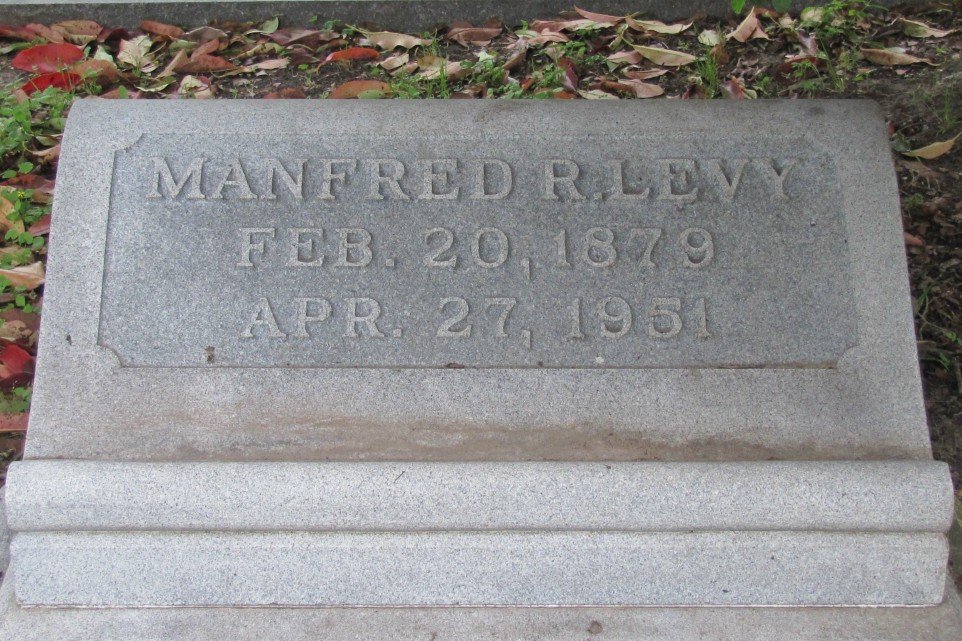 MANFRED R. LEVY
FEB. 20, 1879
APR. 27, 1951